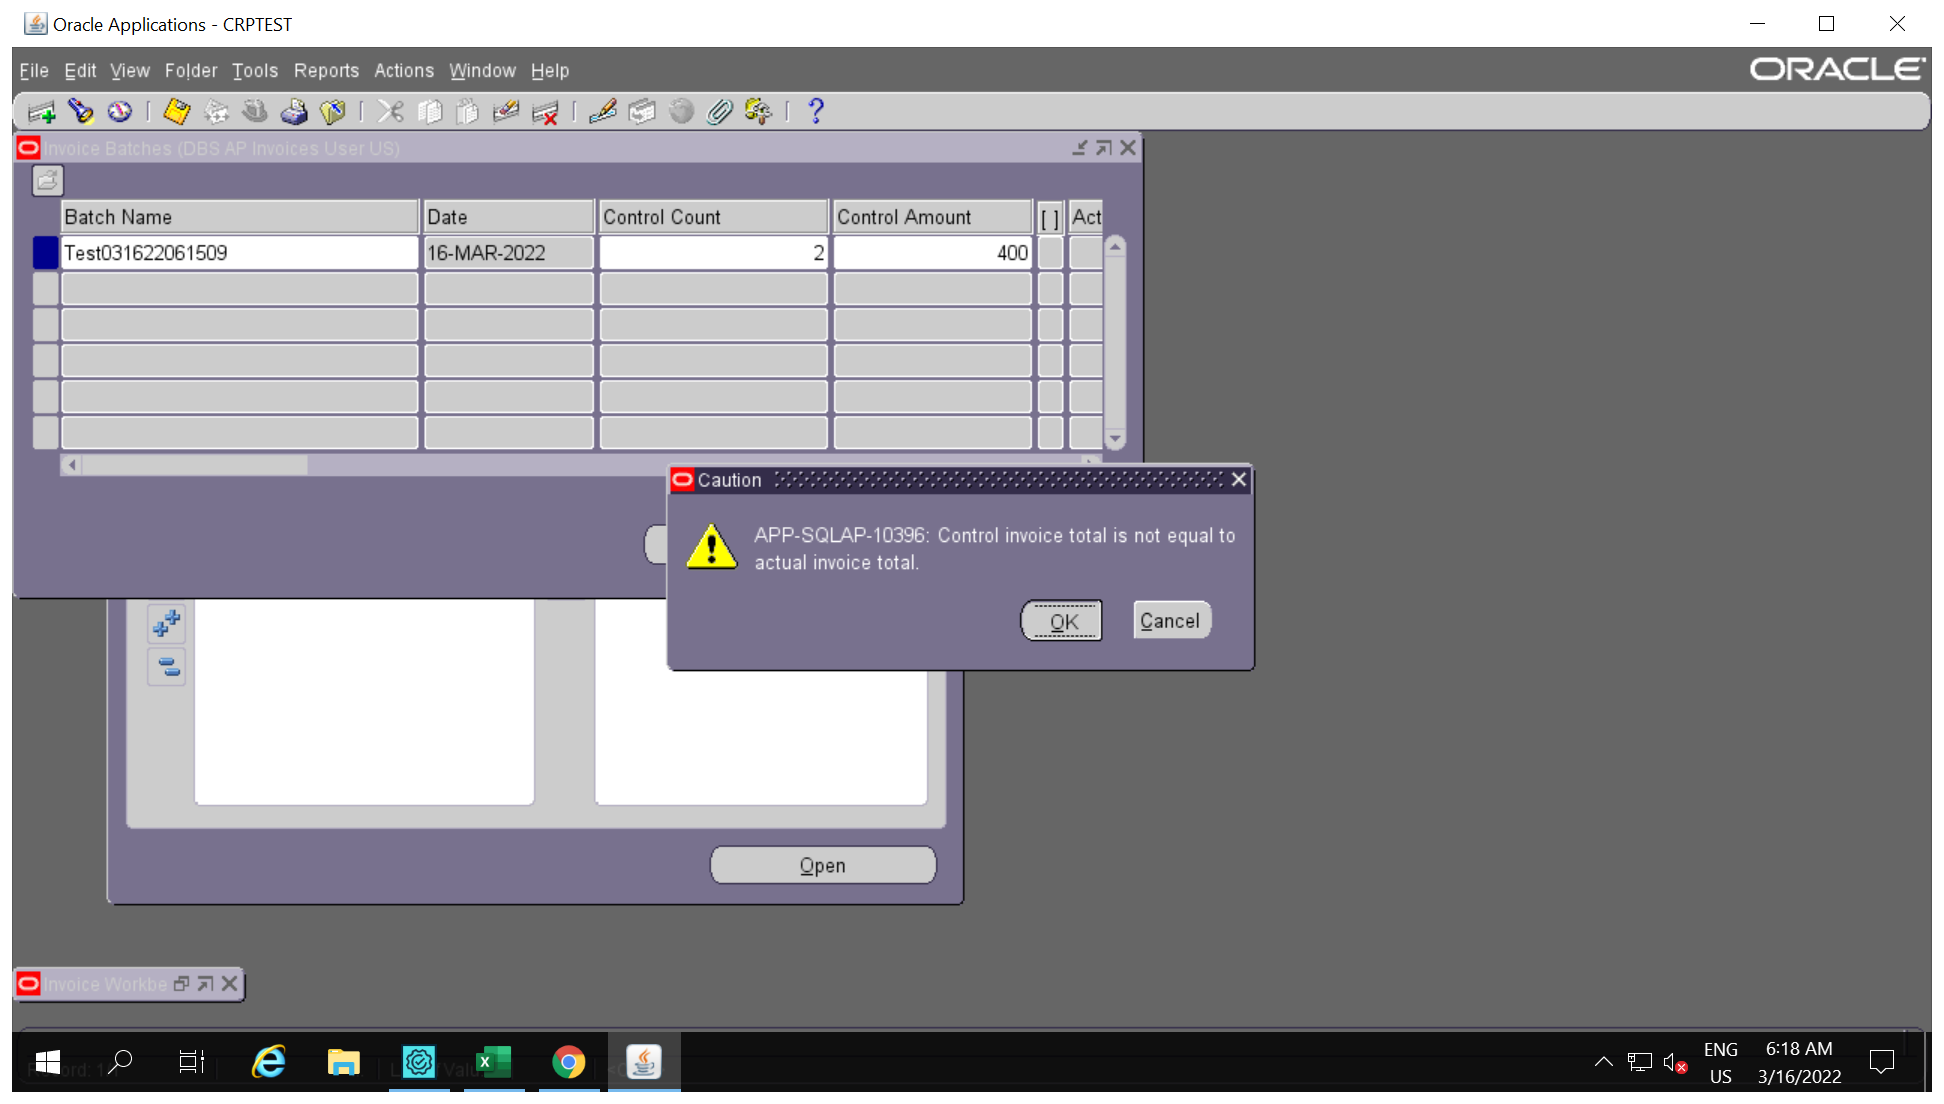 Oracle Applications - CRPTEST
File Edit View Folder Tools Reports Actions Window Help
ORACLE
Invoice Batches (DBS AP Invoices User US)
Batch Name Date Control Count Control Amount [ ] Act
Test031622061509 16-MAR-2022 2 400
Caution
APP-SQLAP-10396: Control invoice total is not equal to
actual invoice total.
OK Cancel
Open
Invoice Workbe
ENG 6:18 AM
US 3/16/2022